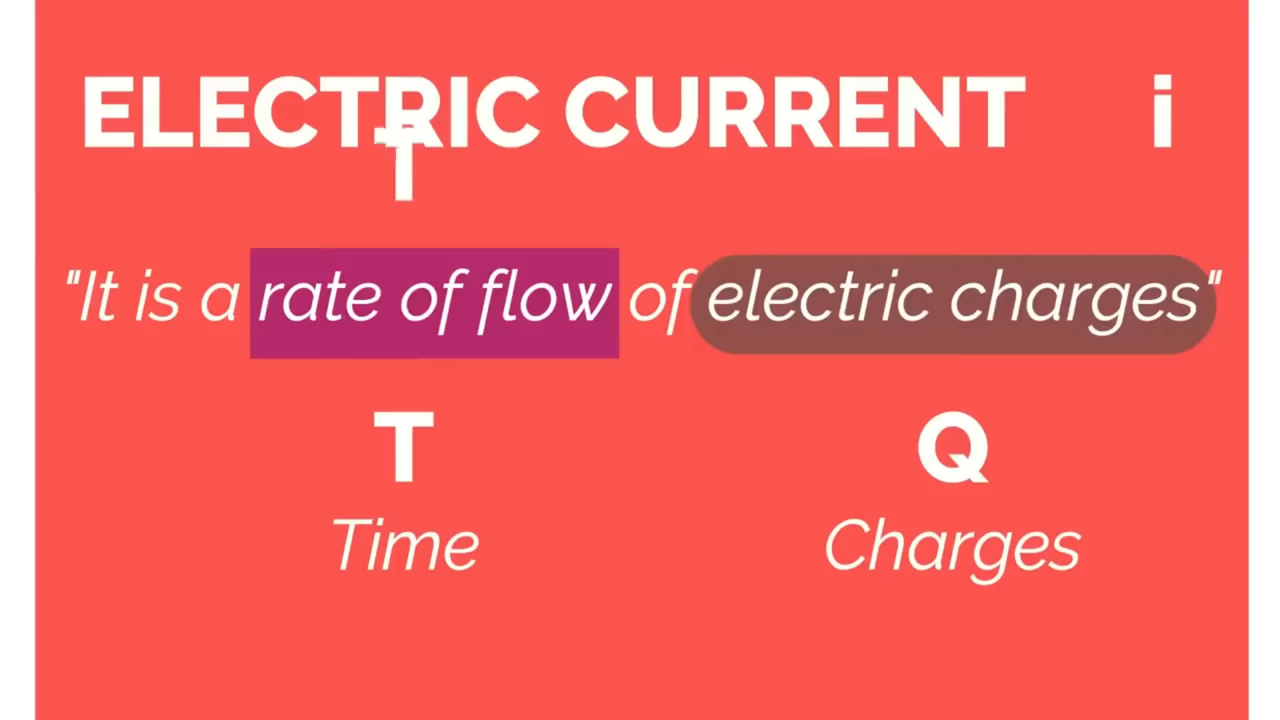 ELECTRIC CURRENT i
T
"It is a rate of flow of electric charges"
T Q
Time Charges